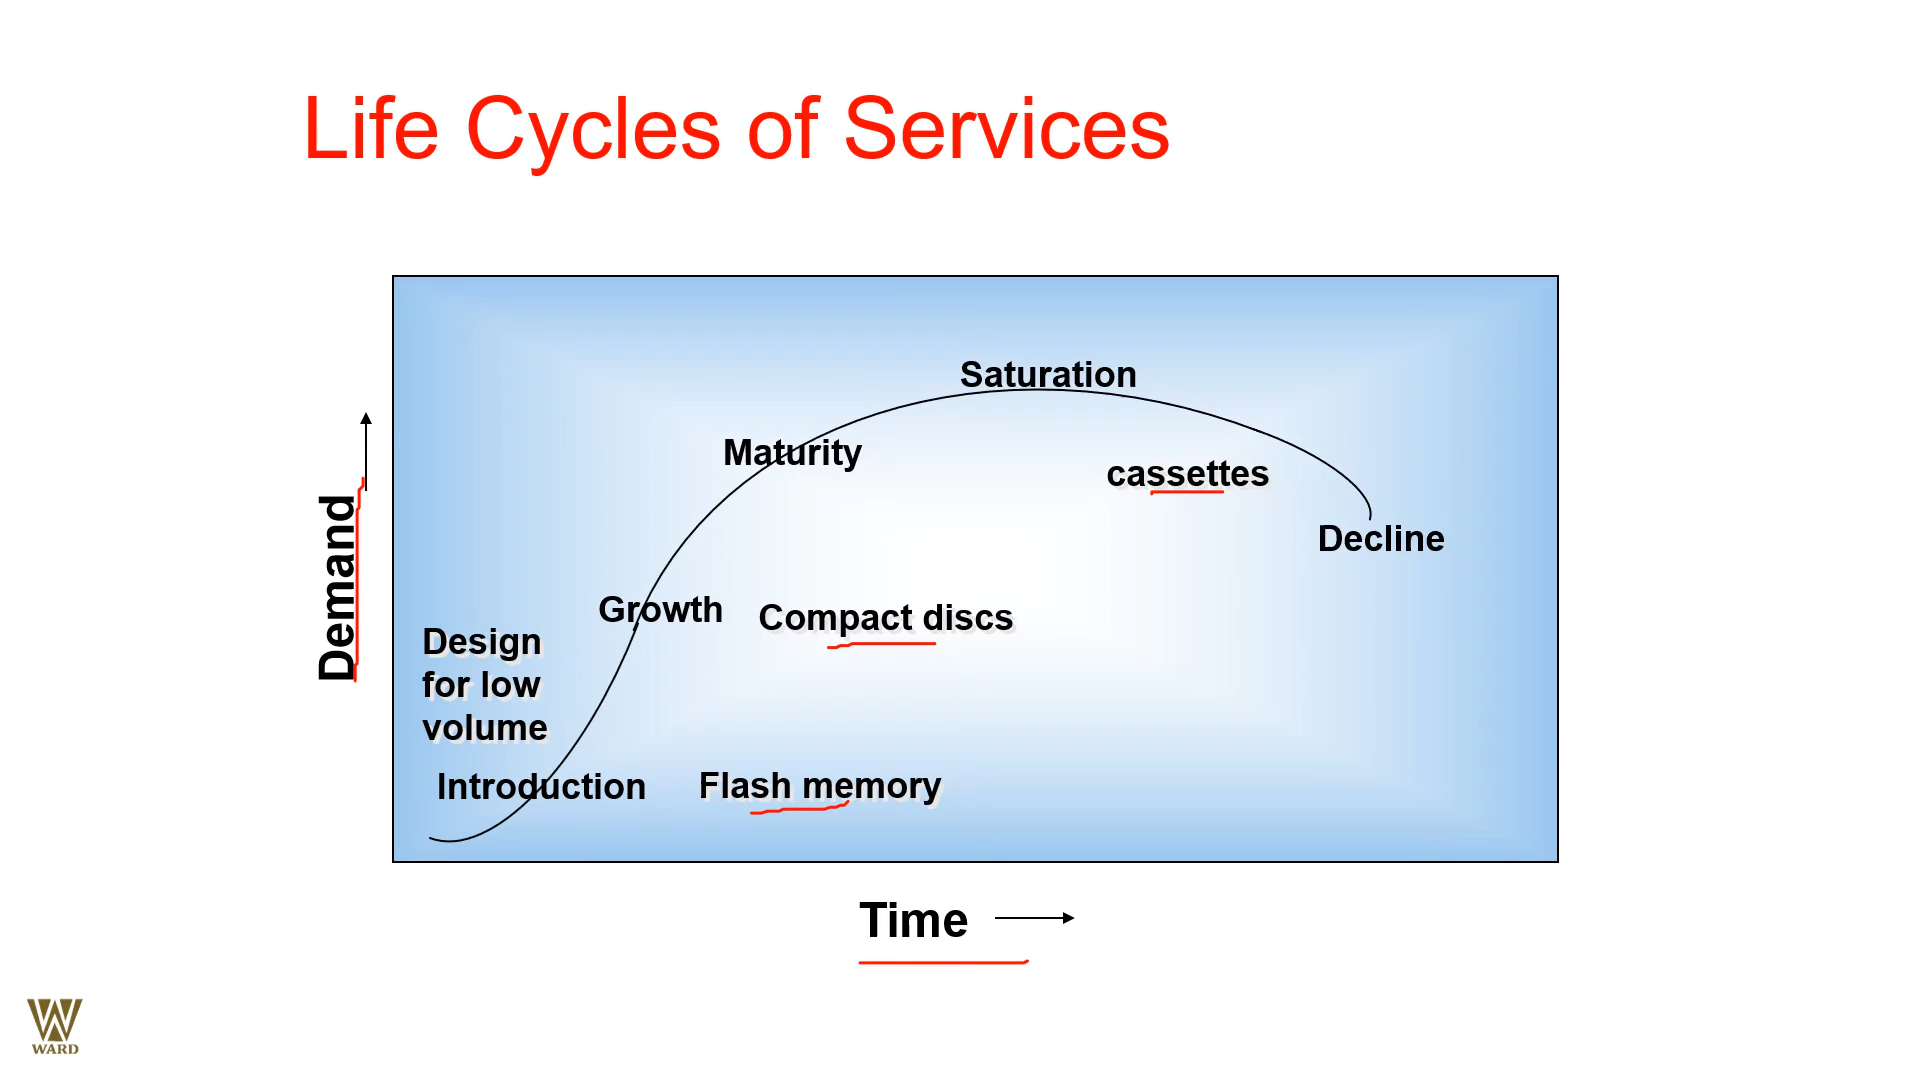 Life Cycles of Services
Saturation
Maturity
cassettes
Decline
Demand
Growth
Compact discs
Design
for low
volume
Introduction
Flash memory
Time
WARD